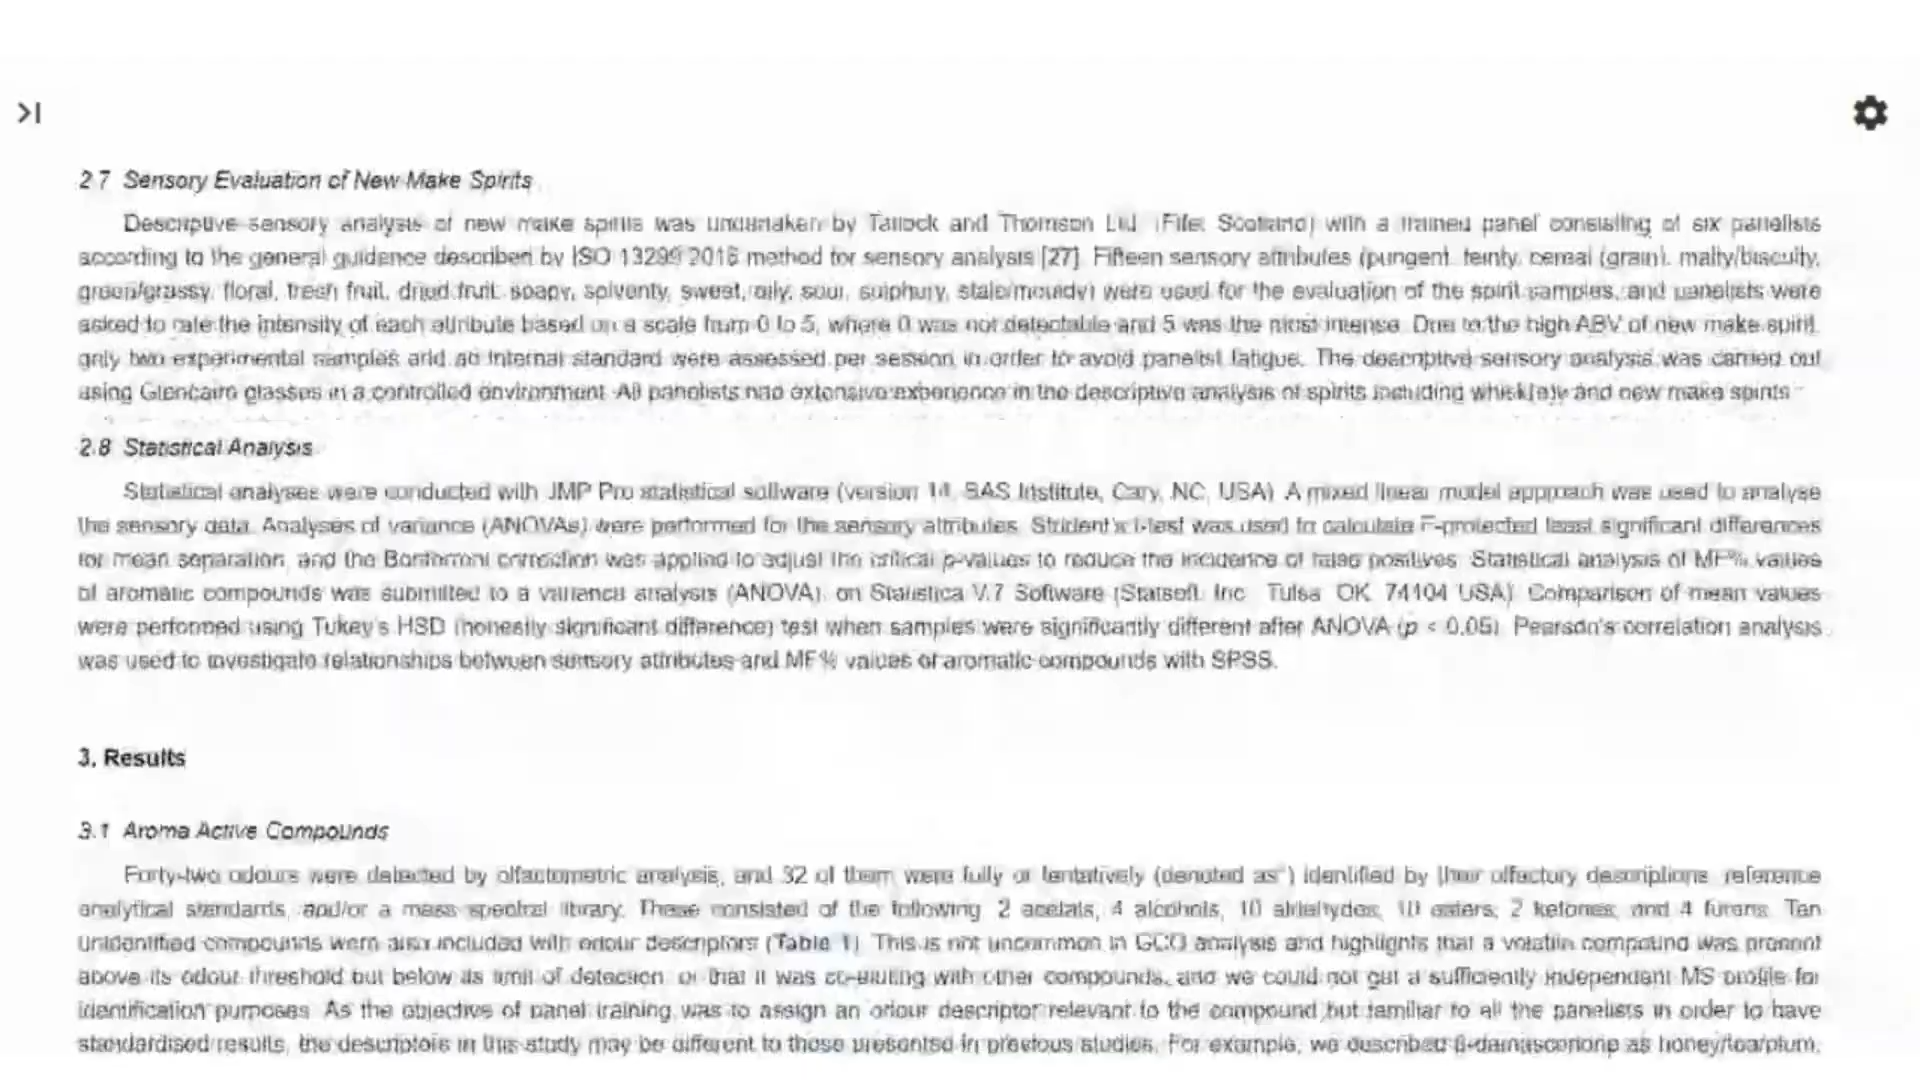 2.7 Sensory Evaluation of New Make Spirits
Descriptive sensory analysis of new make spirits was undertaken by Tatlock and Thomson Ltd. (Fife, Scotland) with a trained panel consisting of six panelists
according to the general guidance described by ISO 13299:2016 method for sensory analysis [27]. Fifteen sensory attributes (pungent, feinty, cereal (grain), malty/biscuity,
green/grassy, floral, fresh fruit, dried fruit, soapy, solventy, sweet, oily, sour, sulphury, stale/mouldy) were used for the evaluation of the spirit samples, and panelists were
asked to rate the intensity of each attribute based on a scale from 0 to 5, where 0 was not detectable and 5 was the most intense. Due to the high ABV of new make spirit,
only two experimental samples and an internal standard were assessed per session in order to avoid panelist fatigue. The descriptive sensory analysis was carried out
using Glencairn glasses in a controlled environment. All panelists had extensive experience in the descriptive analysis of spirits including whisk(e)y and new make spirits
2.8 Statistical Analysis
Statistical analyses were conducted with JMP Pro statistical software (version 14, SAS Institute, Cary, NC, USA). A mixed linear model approach was used to analyse
the sensory data. Analyses of variance (ANOVAs) were performed for the sensory attributes. Student's t-test was used to calculate F-protected least significant differences
for mean separation, and the Bonferroni correction was applied to adjust the critical p-values to reduce the incidence of false positives. Statistical analysis of MF% values
of aromatic compounds was submitted to a variance analysis (ANOVA), on Statistica V.7 Software (Statsoft, Inc. Tulsa, OK, 74104 USA). Comparison of mean values
were performed using Tukey's HSD (honestly significant difference) test when samples were significantly different after ANOVA (p < 0.05). Pearson's correlation analysis
was used to investigate relationships between sensory attributes and MF% values of aromatic compounds with SPSS.
3. Results
3.1 Aroma Active Compounds
Forty-two odours were detected by olfactometric analysis, and 32 of them were fully or tentatively (denoted as *) identified by their olfactory descriptions, reference
analytical standards, and/or a mass spectral library. These consisted of the following: 2 acetals, 4 alcohols, 10 aldehydes, 10 esters, 2 ketones, and 4 furans. Ten
unidentified compounds were also included with odour descriptors (Table 1). This is not uncommon in GCO analysis and highlights that a volatile compound was present
above its odour threshold but below its limit of detection, or that it was co-eluting with other compounds, and we could not get a sufficiently independent MS profile for
identification purposes. As the objective of panel training was to assign an odour descriptor relevant to the compound but familiar to all the panelists in order to have
standardised results, the descriptors in this study may be different to those presented in previous studies. For example, we described β-damascenone as honey/tea/plum,